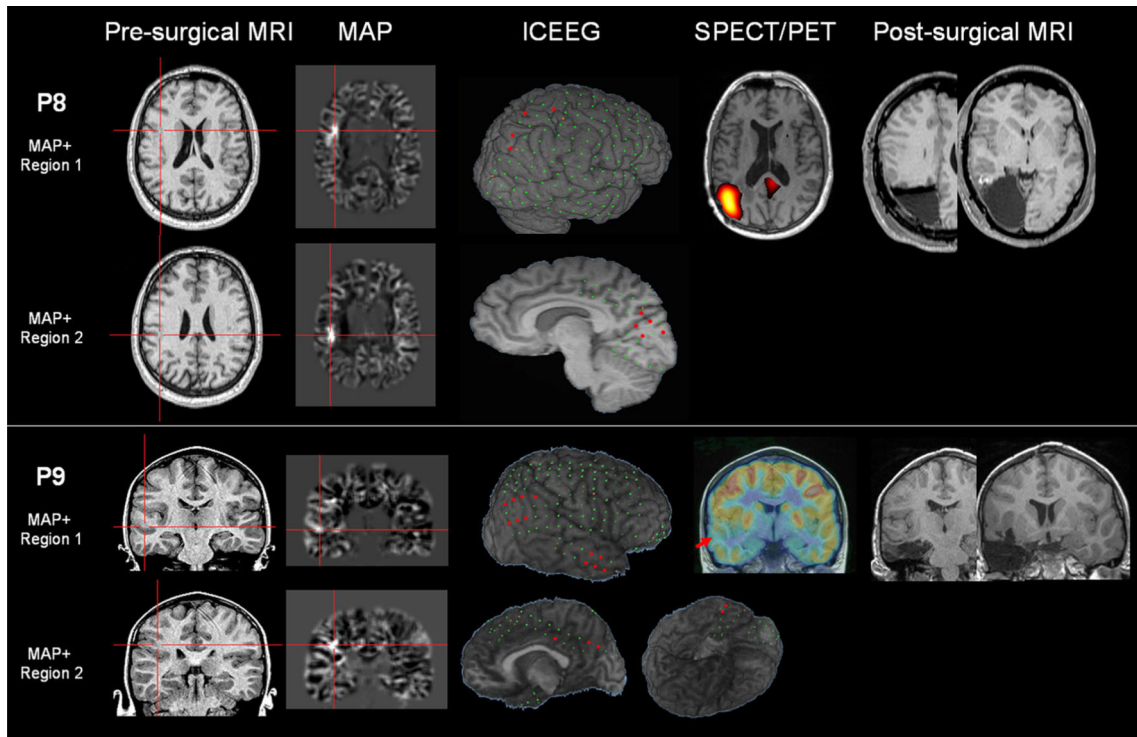 Pre-surgical MRI MAP ICEEG SPECT/PET Post-surgical MRI
P8
MAP+
Region 1
MAP+
Region 2
P9
MAP+
Region 1
MAP+
Region 2